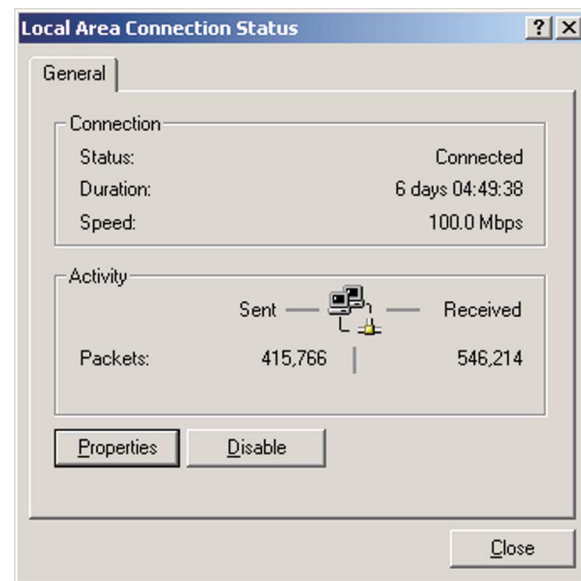 Local Area Connection Status ? X
General
Connection
Status: Connected
Duration: 6 days 04:49:38
Speed: 100.0 Mbps
Activity
Sent Received
Packets: 415,766 546,214
Properties Disable
Close